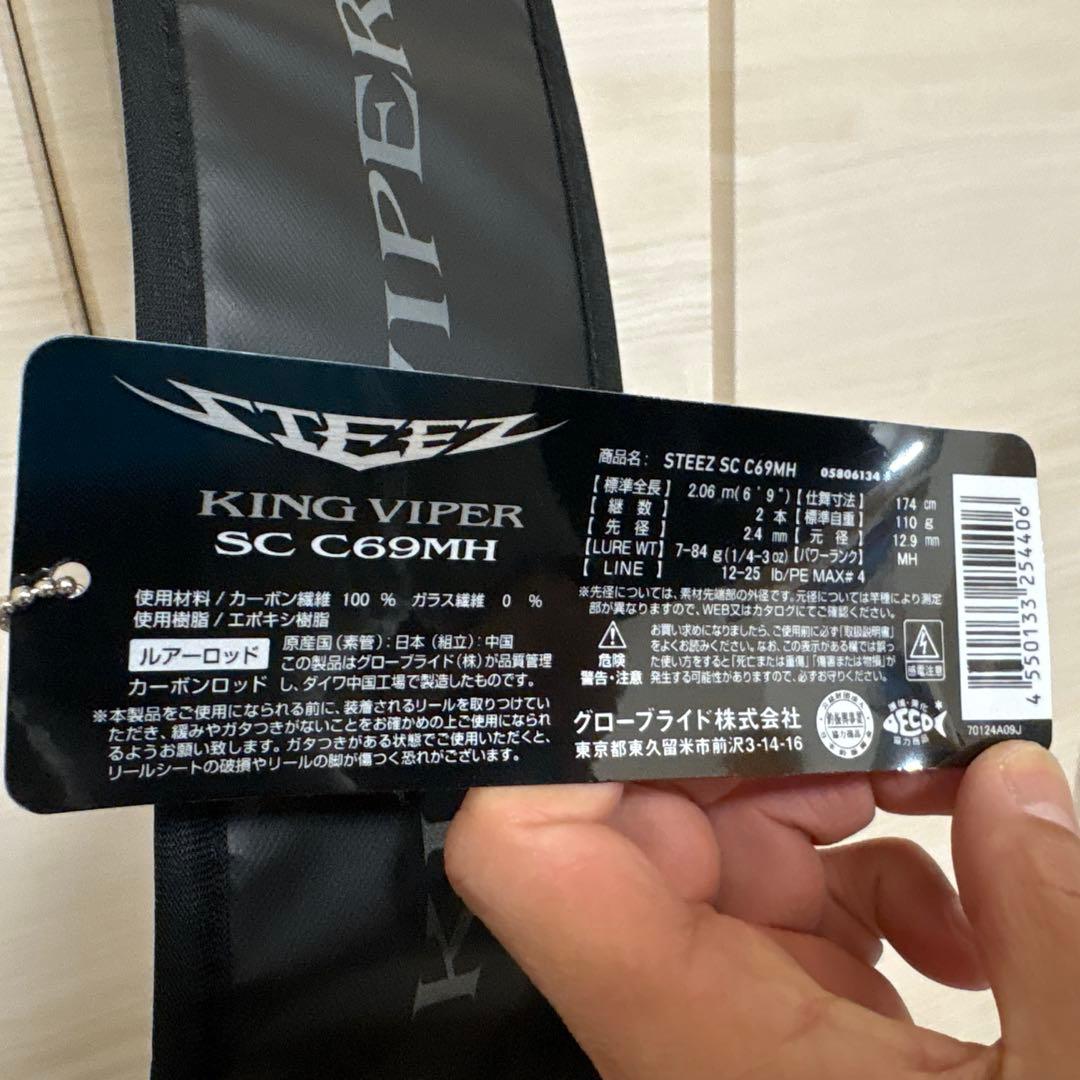 VIPER
STEEZ
KING VIPER
SC C69MH
使用材料/カーボン繊維 100 % ガラス繊維 0 %
使用樹脂/エポキシ樹脂
ルアーロッド
カーボンロッド
原産国(素管):日本(組立):中国
この製品はグローブライド(株)が品質管理
し、ダイワ中国工場で製造したものです。
※本製品をご使用になられる前に、装着されるリールを取りつけてい
ただき、緩みやガタつきがないことをお確かめの上ご使用になられ
るようお願い致します。ガタつきがある状態でご使用いただくと、
リールシートの破損やリールの脚が傷つく恐れがございます。
商品名: STEEZ SC C69MH 05806134
【標準全長】 2.06 m(6'9")【仕舞寸法】 174 cm
【継数】 2 本【標準自重】 110 g
【先径】 2.4 mm【元径】 12.9 mm
【LURE WT】 7-84 g(1/4-3 oz)【パワーランク】 MH
【LINE】 12-25 lb/PE MAX#4
※先径については、素材先端部の外径です。元径については竿種により測定
部が異なりますので、WEB又はカタログにてご確認ください。
危険
警告・注意
お買い求めになりましたら、ご使用前に必ず「取扱説明書」
をよくお読みください。なお、この表示がある欄では誤っ
た使い方をすると「死亡または重傷」「傷害または物損」が
発生する可能性がありますので、必ずお守りください。
感電注意
グローブライド株式会社
東京都東久留米市前沢3-14-16
協力商品
ECO
協力商品
4 550133 254406
70124A09J
K